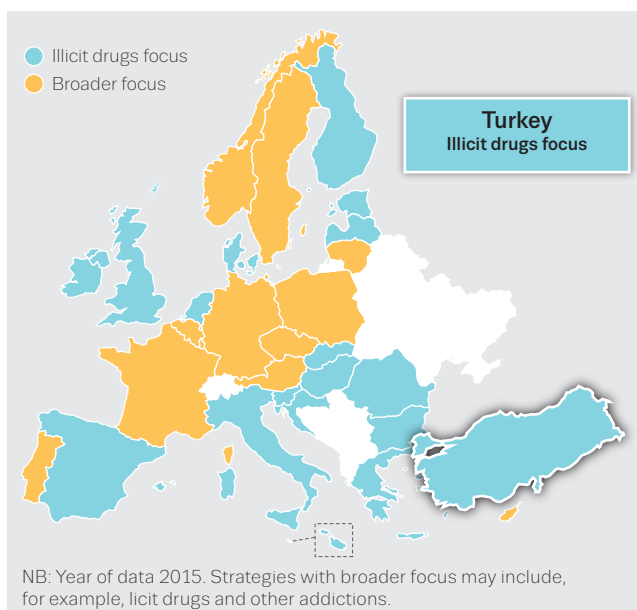 Illicit drugs focus
Broader focus
Turkey
Illicit drugs focus
NB: Year of data 2015. Strategies with broader focus may include,
for example, licit drugs and other addictions.